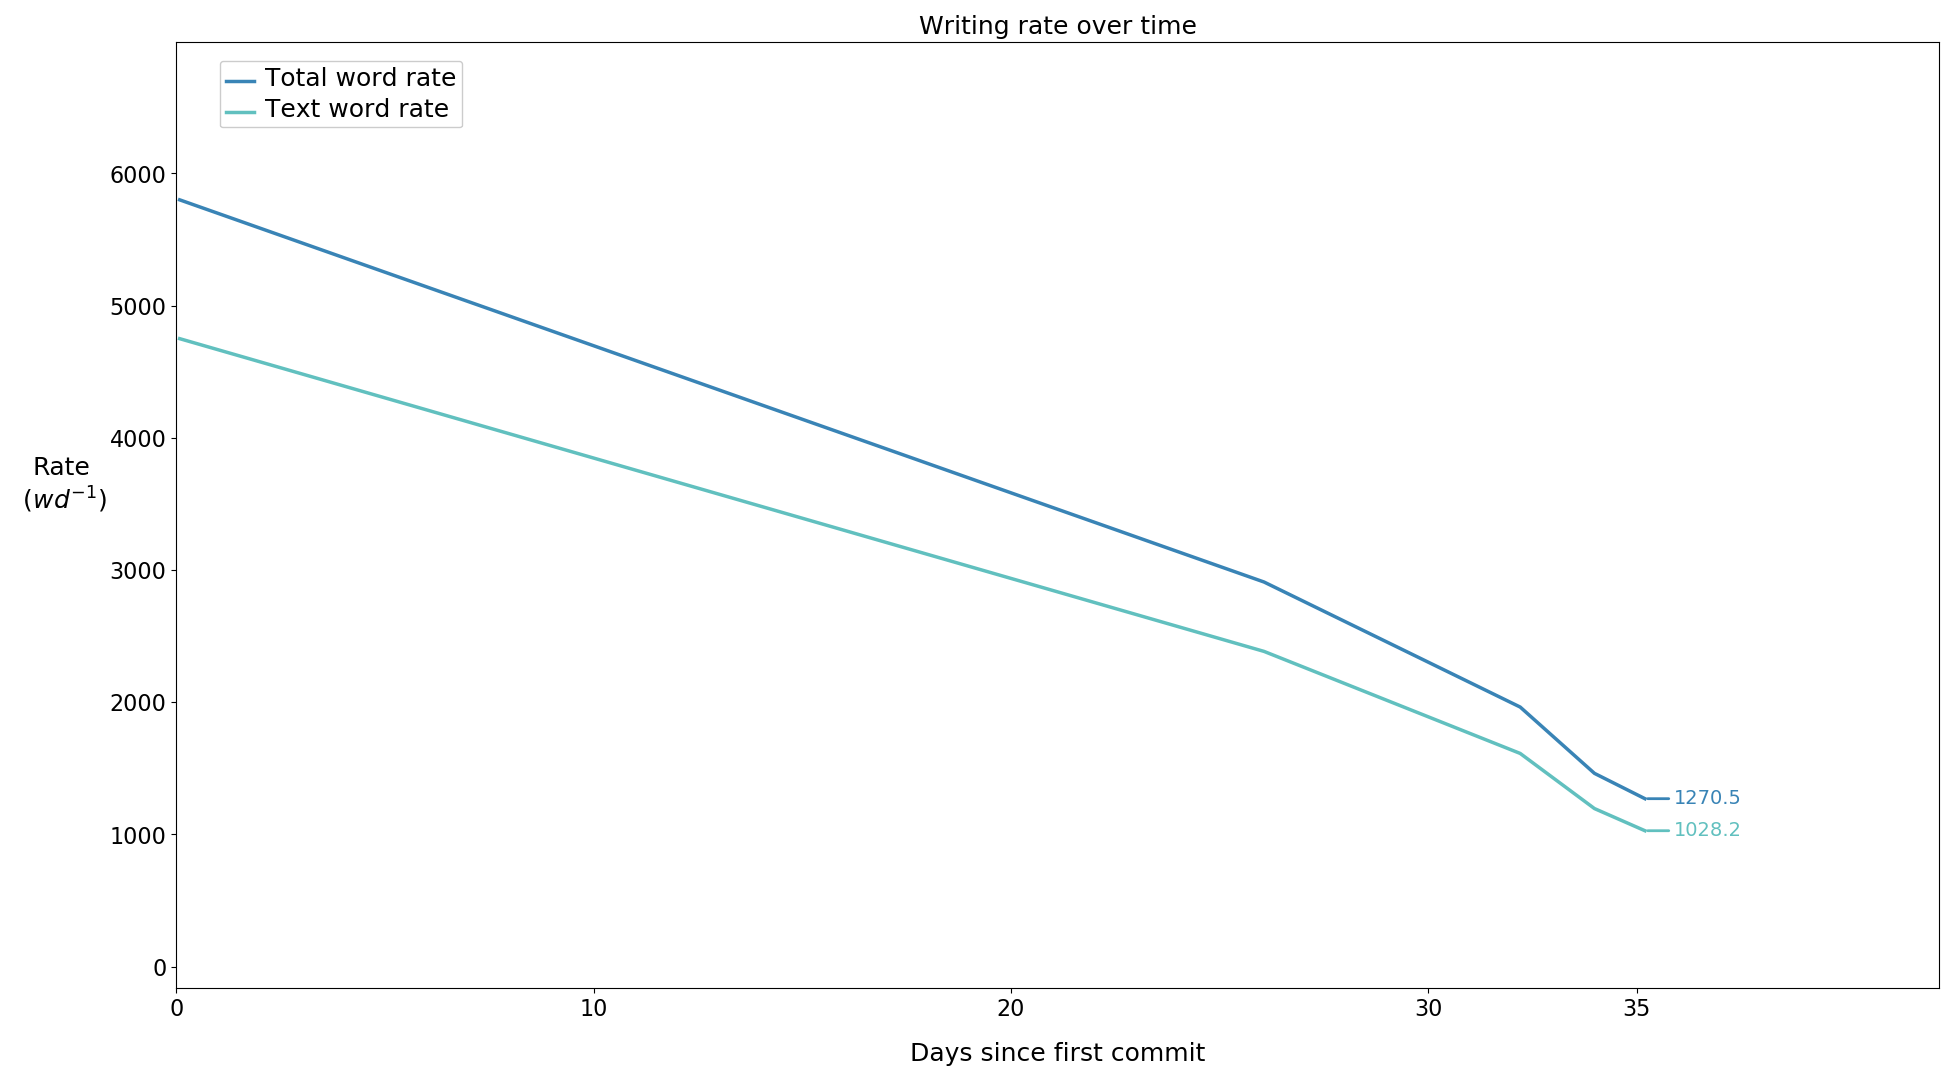 Writing rate over time
Total word rate
Text word rate
6000
5000
4000
3000
2000
1000
0
Rate
(wd⁻¹)
1270.5
1028.2
0 10 20 30 35
Days since first commit